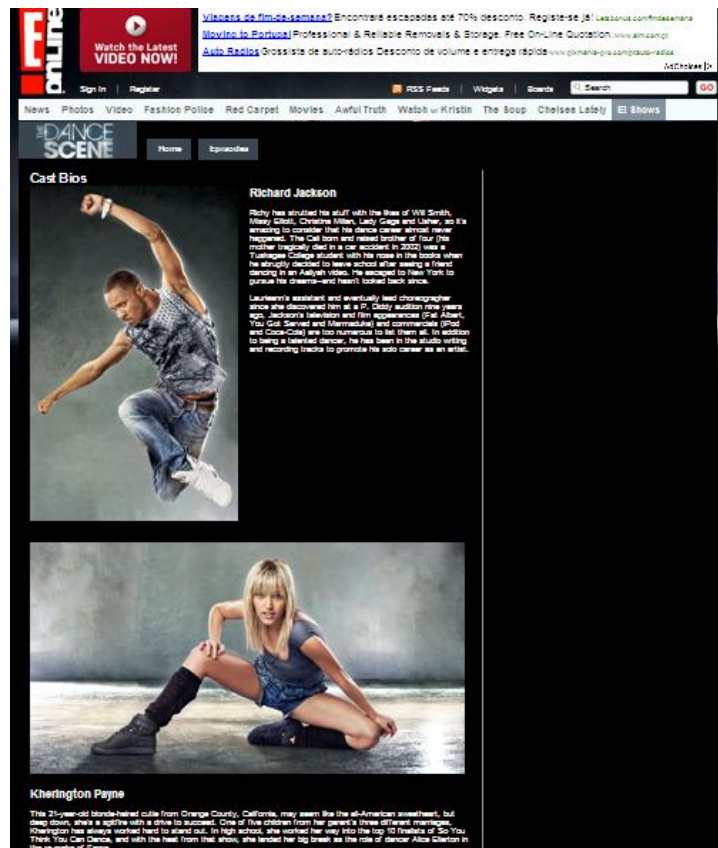 E!
Online
Watch the Latest
VIDEO NOW!
Viagens de fim-de-semana? Encontrará escapadas até 70% desconto. Registe-se já! Letsbonus.com/fimdesemana
Moving to Portugal Professional & Reliable Removals & Storage. Free On-Line Quotation.
Auto Radios Grossista de auto-rádios Desconto de volume e entrega rápida
AdChoices
Sign In | Register
RSS Feeds | Widgets | Boards
Search
GO
News Photos Video Fashion Police Red Carpet Movies Awful Truth Watch w/ Kristin The Soup Chelsea Lately E! Shows
THE DANCE
SCENE
Home Episodes
Cast Bios
Richard Jackson
Richy has strutted his stuff with the likes of Will Smith,
Missy Elliott, Christina Milian, Lady Gaga and Usher, so it's
amazing to consider that his dance career almost never
happened. The Cali born and raised brother of four (his
mother tragically died in a car accident in 2002) was a
Tuskegee College student with his nose in the books when
he abruptly decided to leave school after seeing a friend
dancing in an Aaliyah video. He escaped to New York to
pursue his dreams—and hasn't looked back since.
Laurieann's assistant and eventually lead choreographer
since she discovered him at a P. Diddy audition nine years
ago, Jackson's television and film appearances (Fat Albert,
You Got Served and Marmaduke) and commercials (iPod
and Coca-Cola) are too numerous to list them all. In addition
to being a talented dancer, he has been in the studio writing
and recording tracks to promote his solo career as an artist.
Kherington Payne
This 21-year-old blonde-haired cutie from Orange County, California, may seem like the all-American sweetheart, but
deep down, she's a spitfire with a drive to succeed. One of five children from her parent's three different marriages,
Kherington has always worked hard to stand out. In high school, she worked her way into the top 10 finalists of So You
Think You Can Dance, and with the heat from that show, she landed her big break as the role of dancer Alice Ellerton in
the re-make of Fame.